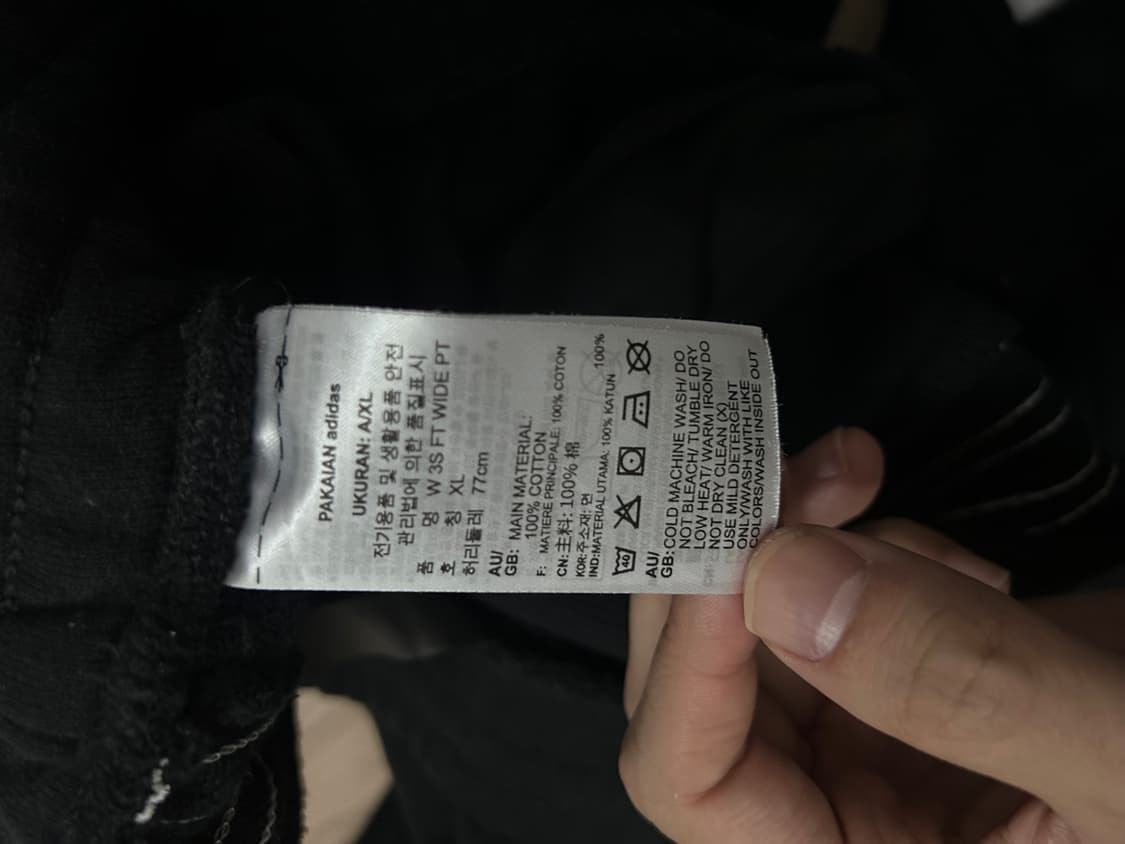 PAKAIAN adidas
UKURAN: A/XL
전기용품 및 생활용품 안전
관리법에 의한 품질표시
품 명 W 3S FT WIDE PT
호 칭 XL
허리둘레 77cm
AU/
GB: MAIN MATERIAL:
100% COTTON
F: MATIERE PRINCIPALE: 100% COTON
CN: 主料: 100% 棉
KOR: 주소재: 면 100%
IND: MATERIAL UTAMA: 100% KATUN
40
AU/
GB: COLD MACHINE WASH/ DO
NOT BLEACH/ TUMBLE DRY
LOW HEAT/ WARM IRON/ DO
NOT DRY CLEAN (X)
USE MILD DETERGENT
ONLY/WASH WITH LIKE
COLORS/WASH INSIDE OUT